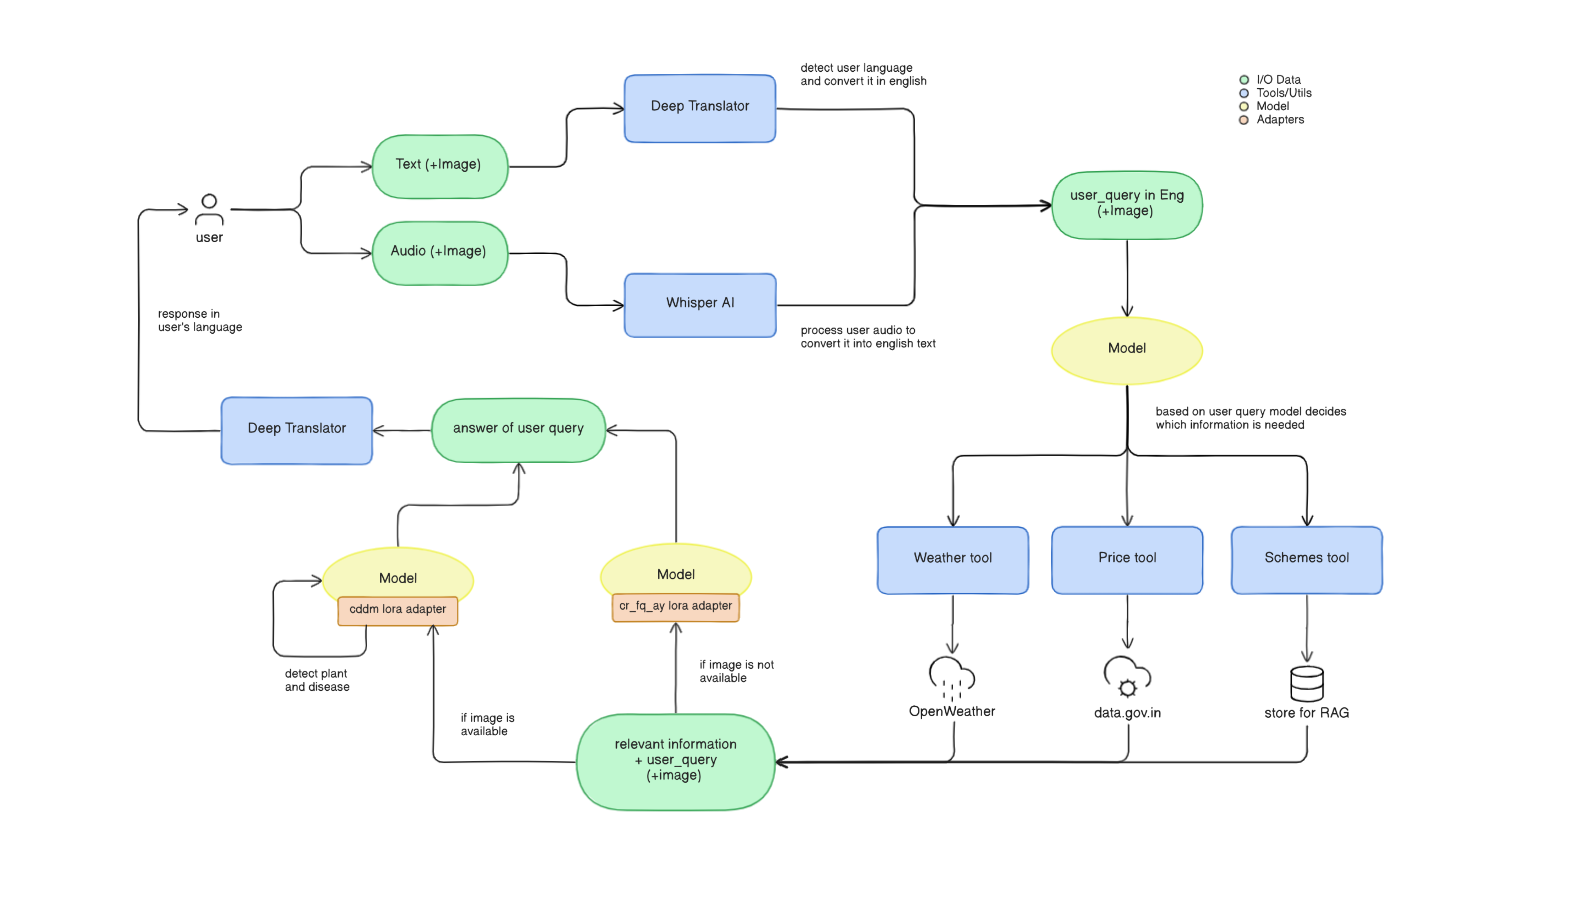 detect user language
and convert it in english
I/O Data
Tools/Utils
Model
Adapters
Deep Translator
Text (+Image)
user_query in Eng
(+Image)
user
Audio (+Image)
Whisper AI
response in
user's language
process user audio to
convert it into english text
Model
based on user query model decides
which information is needed
Deep Translator
answer of user query
Weather tool
Price tool
Schemes tool
Model
cddm lora adapter
Model
cr_fq_ay lora adapter
detect plant
and disease
if image is not
available
if image is
available
OpenWeather
data.gov.in
store for RAG
relevant information
+ user_query
(+image)